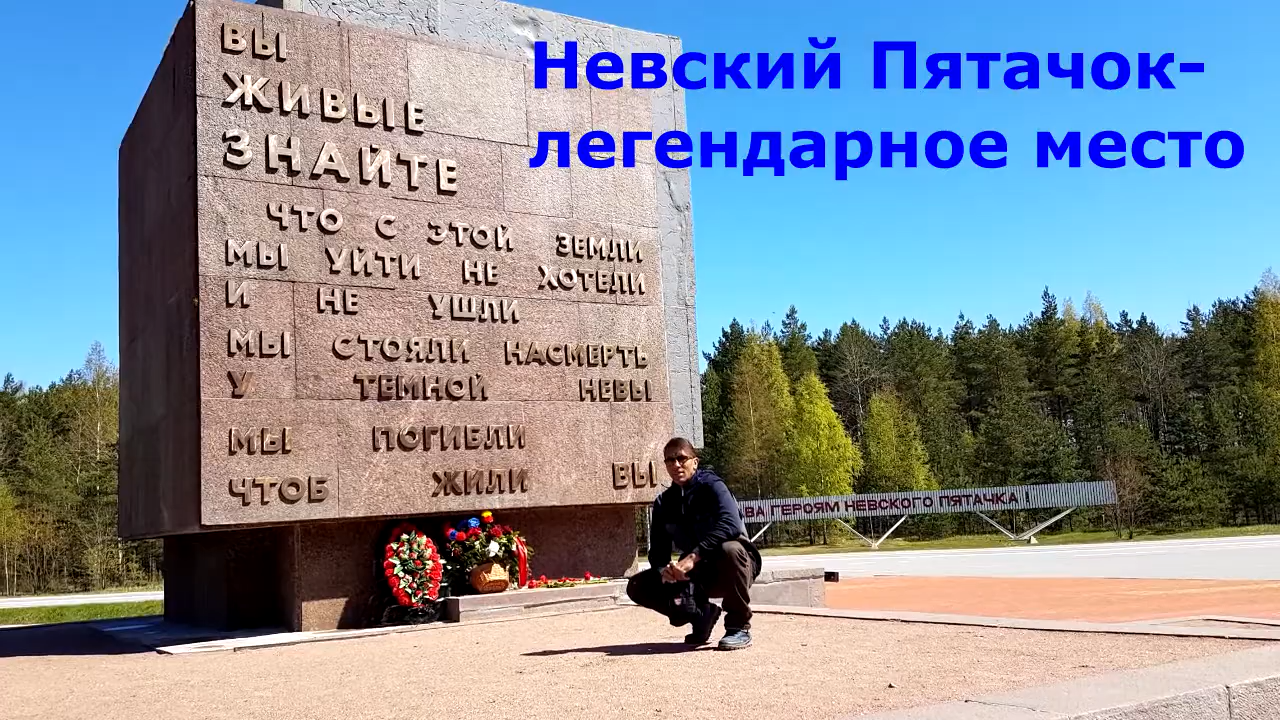 Невский Пятачок-
легендарное место
ВЫ
ЖИВЫЕ
ЗНАЙТЕ
ЧТО С ЭТОЙ ЗЕМЛИ
МЫ УЙТИ НЕ ХОТЕЛИ
И НЕ УШЛИ
МЫ СТОЯЛИ НАСМЕРТЬ
У ТЕМНОЙ НЕВЫ
МЫ ПОГИБЛИ
ЧТОБ ЖИЛИ ВЫ
ГЕРОЯМ НЕВСКОГО ПЯТАЧКА !